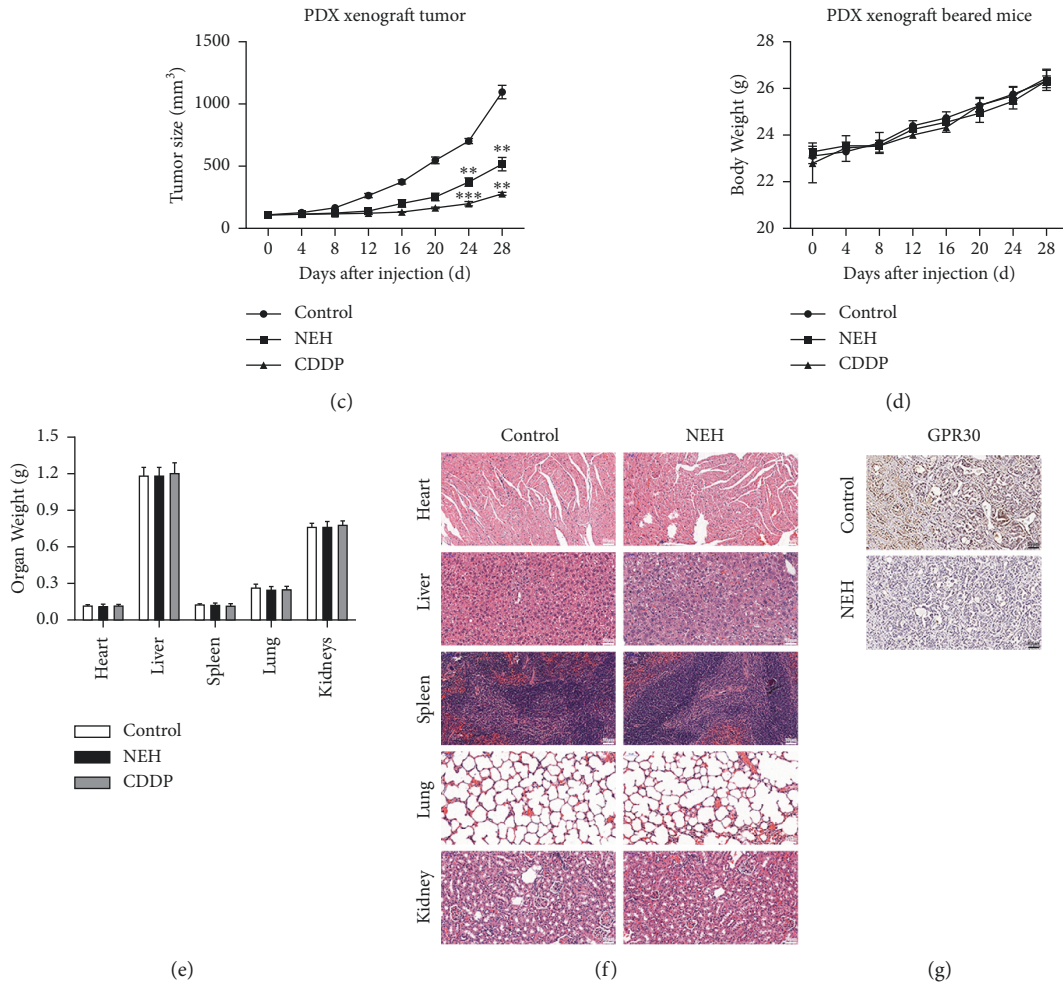 PDX xenograft tumor
1500
1000
500
0
Tumor size (mm³)
**
**
***
**
0 4 8 12 16 20 24 28
Days after injection (d)
Control
NEH
CDDP
(c)
PDX xenograft beared mice
28
26
24
22
20
Body Weight (g)
0 4 8 12 16 20 24 28
Days after injection (d)
Control
NEH
CDDP
(d)
1.5
1.2
0.9
0.6
0.3
0.0
Organ Weight (g)
Heart
Liver
Spleen
Lung
Kidneys
Control
NEH
CDDP
(e)
Control NEH
Heart
Liver
Spleen
Lung
Kidney
(f)
GPR30
Control
NEH
(g)